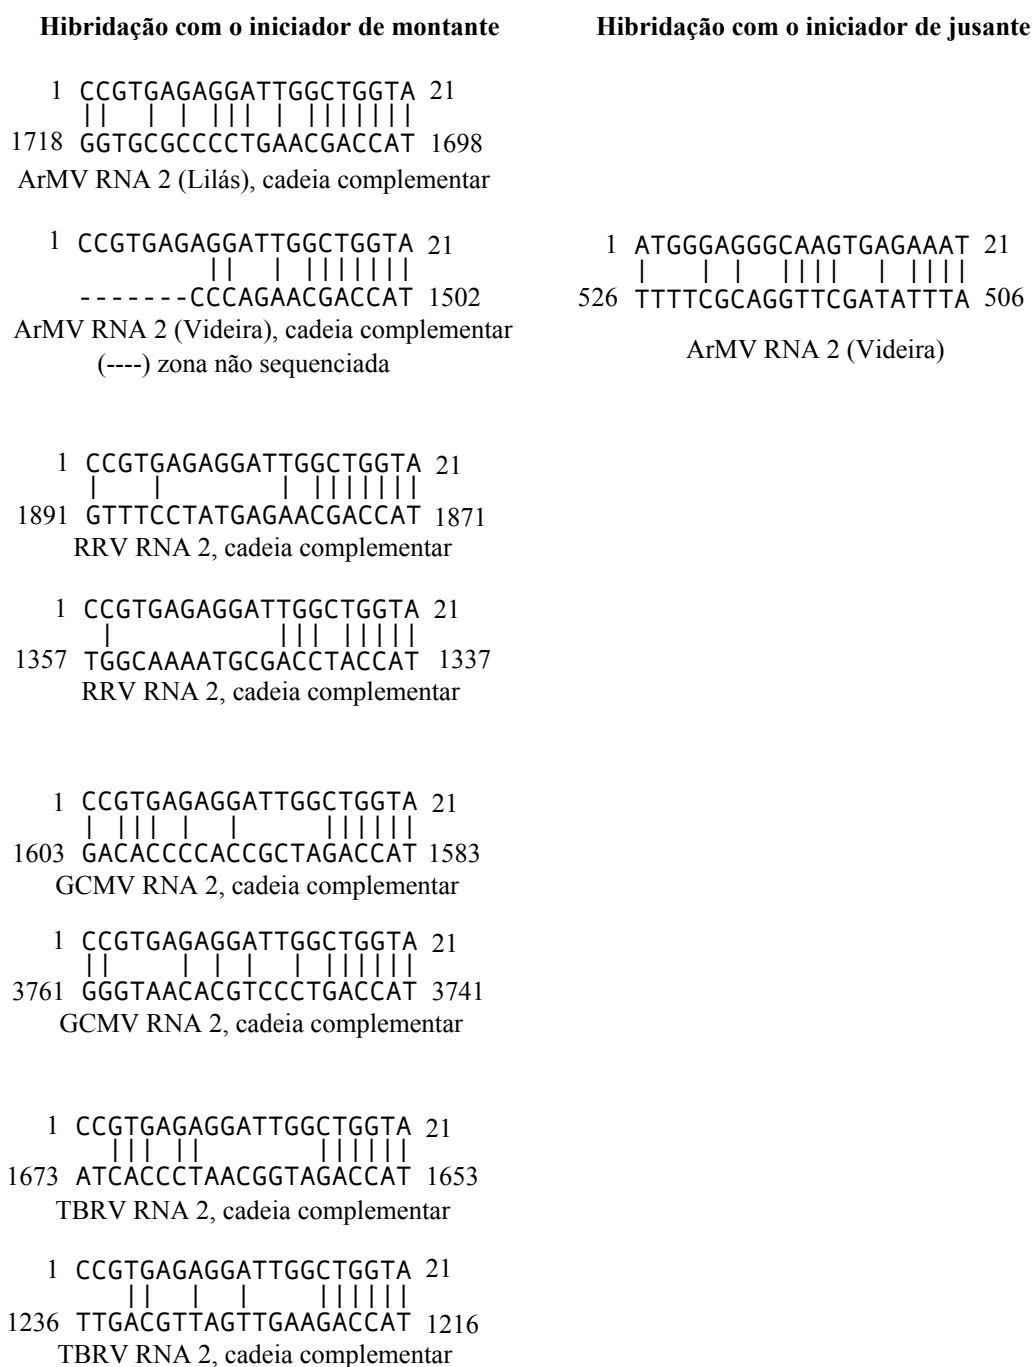 Hibridação com o iniciador de montante
1 CCGTGAGAGGATTGGCTGGTA 21
|| | | ||| | |||||||
1718 GGTGCGCCCCTGAACGACCAT 1698
ArMV RNA 2 (Lilás), cadeia complementar
1 CCGTGAGAGGATTGGCTGGTA 21
|| | |||||||
-------CCCAGAACGACCAT 1502
ArMV RNA 2 (Videira), cadeia complementar
(----) zona não sequenciada
1 CCGTGAGAGGATTGGCTGGTA 21
| | | |||||||
1891 GTTTCCTATGAGAACGACCAT 1871
RRV RNA 2, cadeia complementar
1 CCGTGAGAGGATTGGCTGGTA 21
| ||| |||||
1357 TGGCAAAATGCGACCTACCAT 1337
RRV RNA 2, cadeia complementar
1 CCGTGAGAGGATTGGCTGGTA 21
| ||| | | ||||||
1603 GACACCCCACCGCTAGACCAT 1583
GCMV RNA 2, cadeia complementar
1 CCGTGAGAGGATTGGCTGGTA 21
|| | | | | ||||||
3761 GGGTAACACGTCCCTGACCAT 3741
GCMV RNA 2, cadeia complementar
1 CCGTGAGAGGATTGGCTGGTA 21
||| || ||||||
1673 ATCACCCTAACGGTAGACCAT 1653
TBRV RNA 2, cadeia complementar
1 CCGTGAGAGGATTGGCTGGTA 21
|| | | ||||||
1236 TTGACGTTAGTTGAAGACCAT 1216
TBRV RNA 2, cadeia complementar
Hibridação com o iniciador de jusante
1 ATGGGAGGGCAAGTGAGAAAT 21
| | | |||| | ||||
526 TTTTCGCAGGTTCGATATTTA 506
ArMV RNA 2 (Videira)